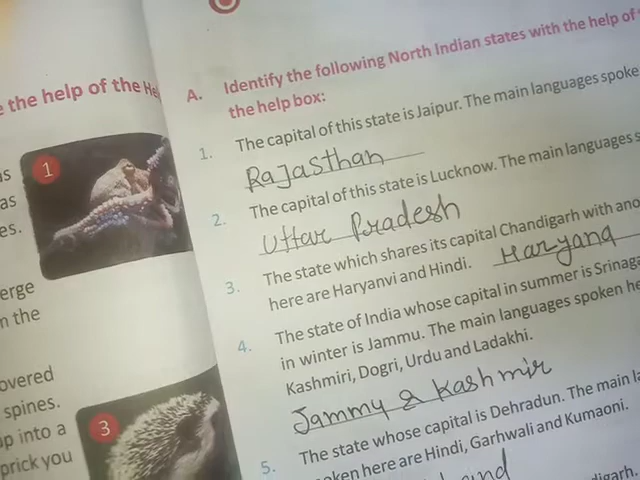 e the help of the He
1
as
as
es.
erge
n the
overed
spines.
up into a
prick you
3
A. Identify the following North Indian states with the help of
the help box:
1. The capital of this state is Jaipur. The main languages spoke
Rajasthan
2. The capital of this state is Lucknow. The main languages s
Uttar Pradesh
3. The state which shares its capital Chandigarh with ano
here are Haryanvi and Hindi. Haryana
4. The state of India whose capital in summer is Srinaga
in winter is Jammu. The main languages spoken he
Kashmiri, Dogri, Urdu and Ladakhi.
Jammy & Kashmir
5. The state whose capital is Dehradun. The main la
oken here are Hindi, Garhwali and Kumaoni.
digarh.